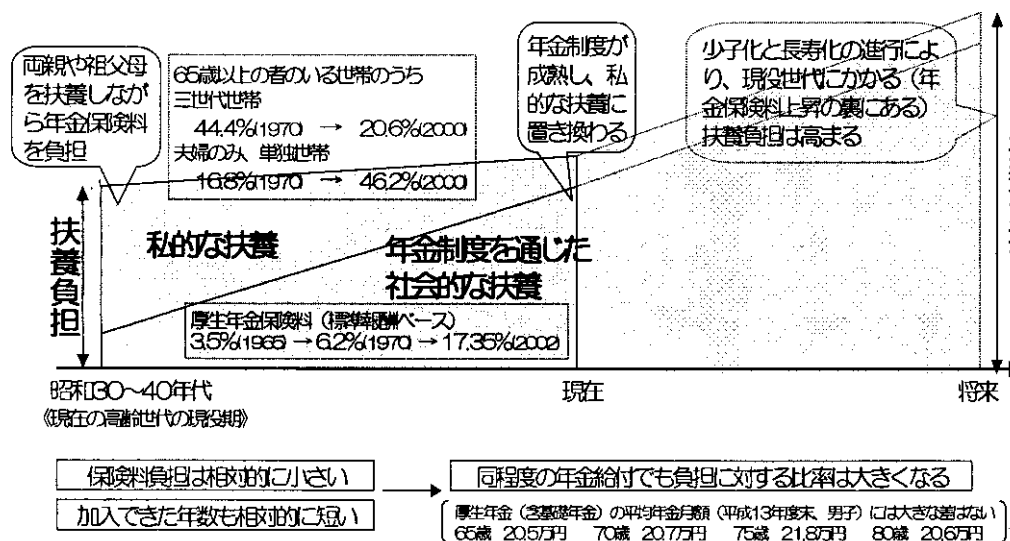 両親や祖父母
を扶養しなが
ら年金保険料
を負担
65歳以上の者のいる世帯のうち
三世代世帯
44.4%(1970) → 20.6%(2000)
夫婦のみ、単独世帯
16.8%(1970) → 46.2%(2000)
年金制度が
成熟し、私
的な扶養に
置き換わる
少子化と長寿化の進行によ
り、現役世代にかかる(年
金保険料上昇の裏にある)
扶養負担は高まる
扶養負担
私的な扶養
年金制度を通じた
社会的な扶養
厚生年金保険料(標準報酬ベース)
3.5%(1965) → 6.2%(1970) → 17.35%(2002)
昭和30~40年代
《現在の高齢世代の現役期》
現在
将来
保険料負担は相対的に小さい
加入できた年数も相対的に短い
同程度の年金給付でも負担に対する比率は大きくなる
厚生年金(含基礎年金)の平均年金月額(平成13年度末、男子)には大きな差はない
65歳 20.5万円 70歳 20.7万円 75歳 21.8万円 80歳 20.6万円